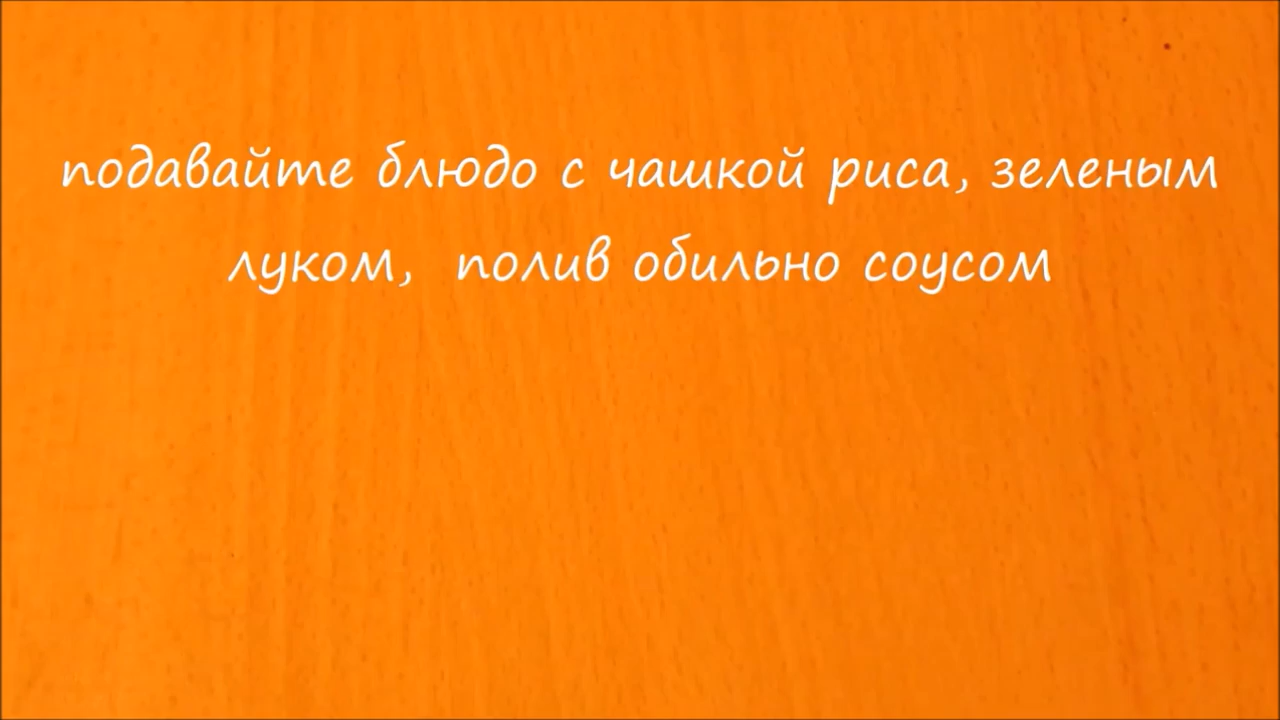 подавайте блюдо с чашкой риса, зеленым
луком, полив обильно соусом